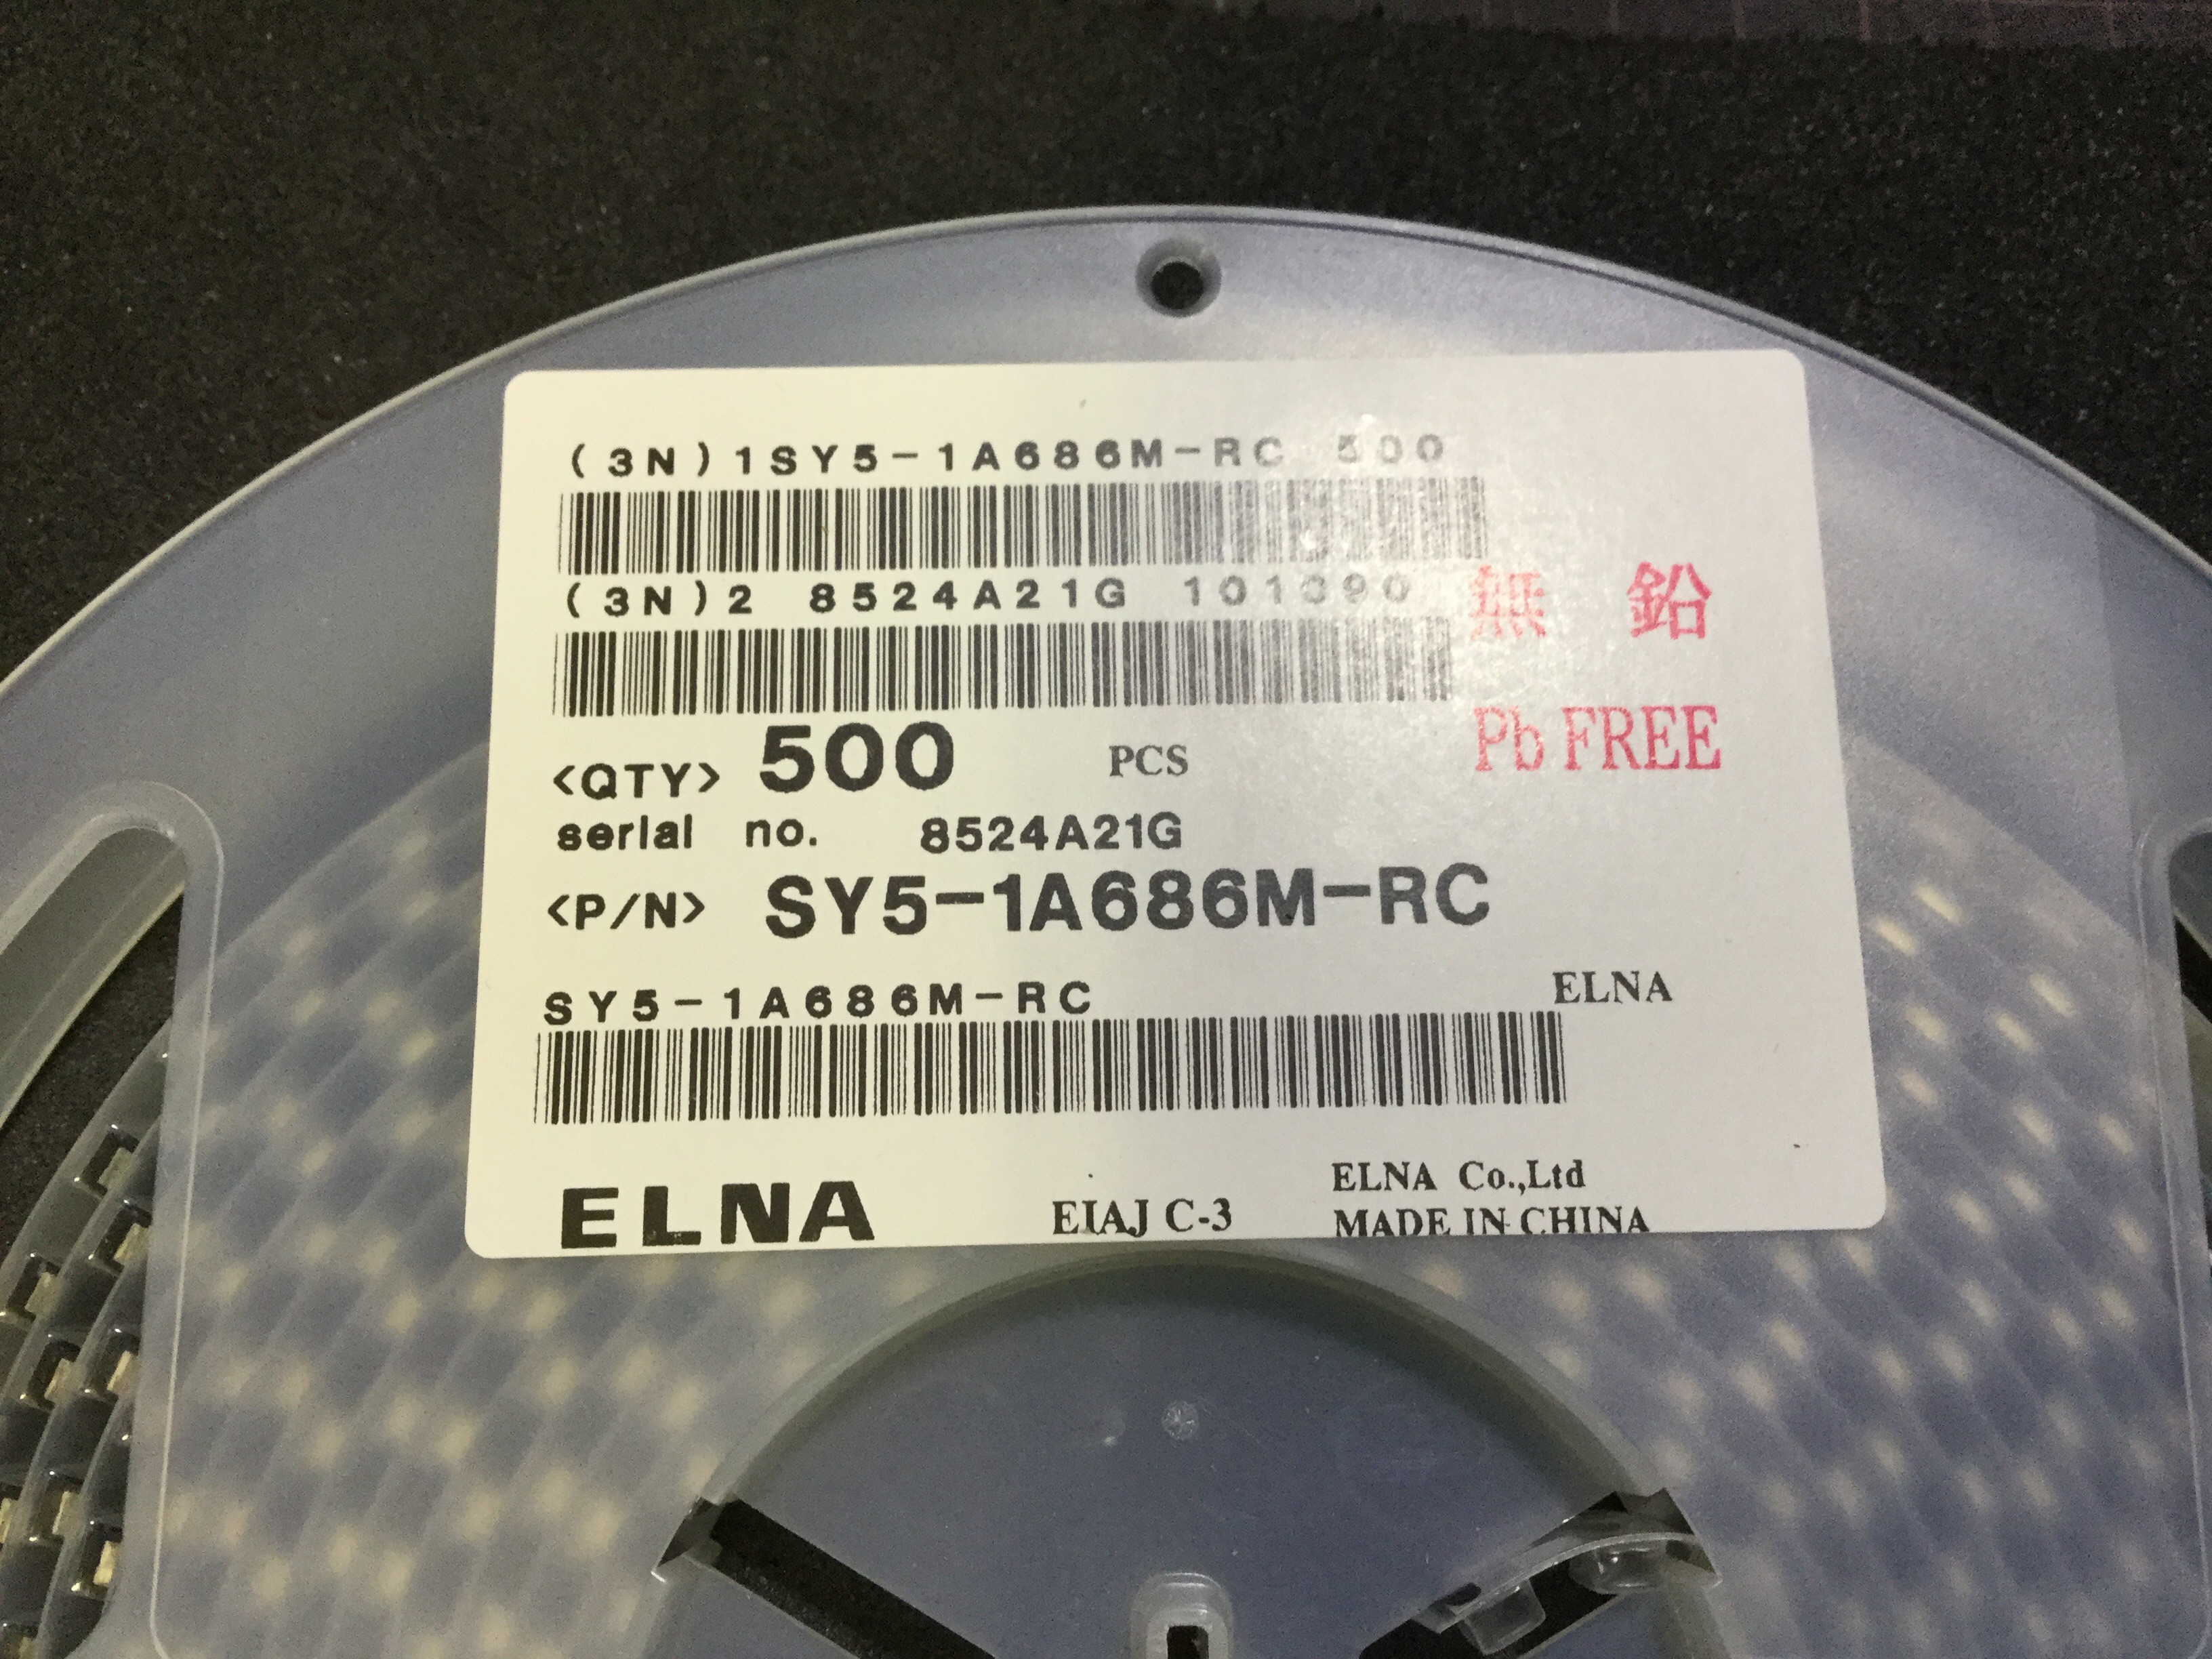 (3N)1SY5-1A686M-RC 500
(3N)2 8524A21G 101390
無 鉛
Pb FREE
<QTY> 500 PCS
serial no. 8524A21G
<P/N> SY5-1A686M-RC
SY5-1A686M-RC
ELNA
ELNA
EIAJ C-3
ELNA Co.,Ltd
MADE IN CHINA